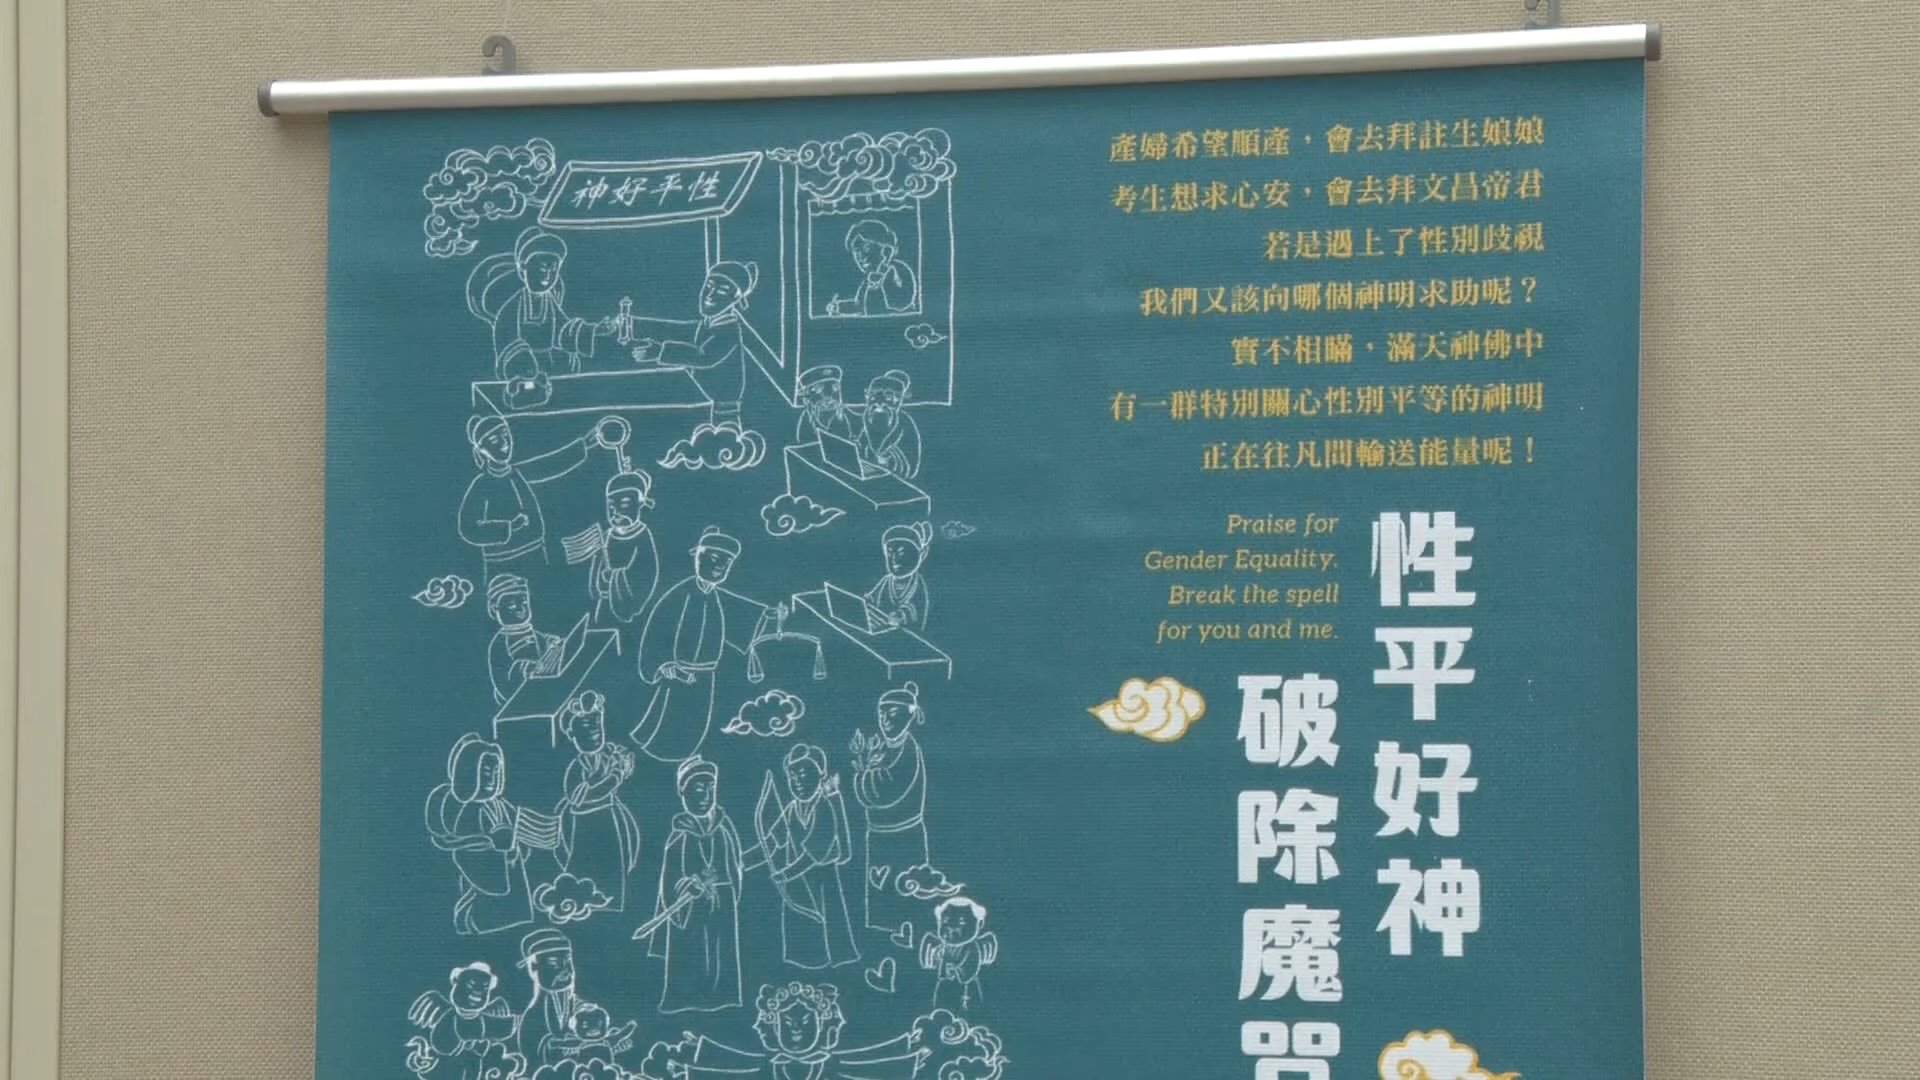 神好平性
產婦希望順產，會去拜註生娘娘
考生想求心安，會去拜文昌帝君
若是遇上了性別歧視
我們又該向哪個神明求助呢？
實不相瞞，滿天神佛中
有一群特別關心性別平等的神明
正在往凡間輸送能量呢！
Praise for
Gender Equality.
Break the spell
for you and me.
性平好神
破除魔咒